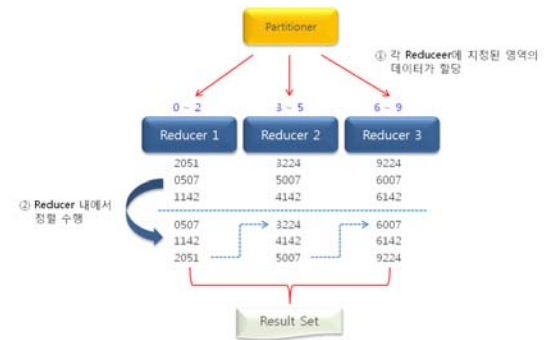 Partitioner
① 각 Reduceer에 지정된 영역의
데이터가 할당
0 ~ 2 3 ~ 5 6 ~ 9
Reducer 1 Reducer 2 Reducer 3
2051 3224 9224
0507 5007 6007
1142 4142 6142
② Reducer 내에서
정렬 수행
0507 3224 6007
1142 4142 6142
2051 5007 9224
Result Set